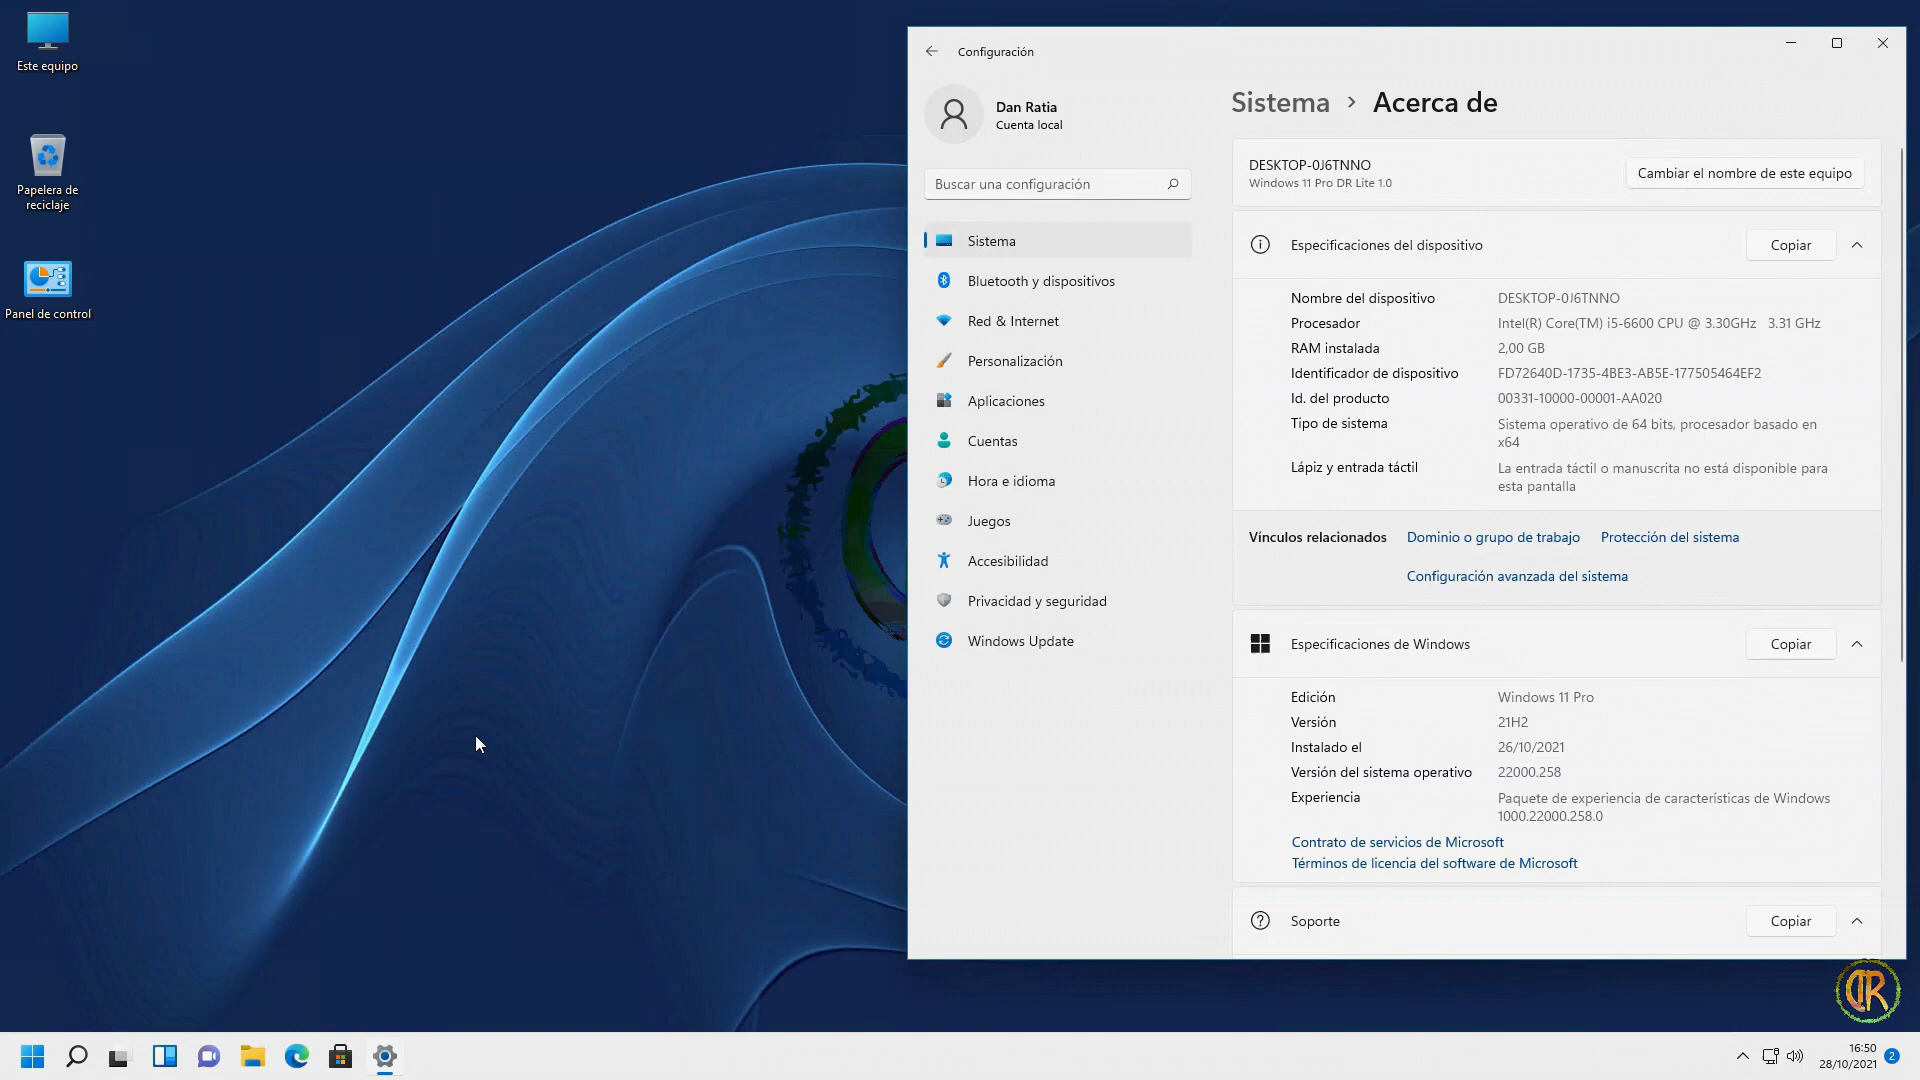 Este equipo
Papelera de
reciclaje
Panel de control
Configuración
Dan Ratia
Cuenta local
Buscar una configuración
Sistema
Bluetooth y dispositivos
Red & Internet
Personalización
Aplicaciones
Cuentas
Hora e idioma
Juegos
Accesibilidad
Privacidad y seguridad
Windows Update
Sistema › Acerca de
DESKTOP-0J6TNNO
Windows 11 Pro DR Lite 1.0
Cambiar el nombre de este equipo
Especificaciones del dispositivo
Copiar
Nombre del dispositivo DESKTOP-0J6TNNO
Procesador Intel(R) Core(TM) i5-6600 CPU @ 3.30GHz 3.31 GHz
RAM instalada 2,00 GB
Identificador de dispositivo FD72640D-1735-4BE3-AB5E-177505464EF2
Id. del producto 00331-10000-00001-AA020
Tipo de sistema Sistema operativo de 64 bits, procesador basado en
x64
Lápiz y entrada táctil La entrada táctil o manuscrita no está disponible para
esta pantalla
Vínculos relacionados Dominio o grupo de trabajo Protección del sistema
Configuración avanzada del sistema
Especificaciones de Windows
Copiar
Edición Windows 11 Pro
Versión 21H2
Instalado el 26/10/2021
Versión del sistema operativo 22000.258
Experiencia Paquete de experiencia de características de Windows
1000.22000.258.0
Contrato de servicios de Microsoft
Términos de licencia del software de Microsoft
Soporte
Copiar
DR
16:50
28/10/2021
2